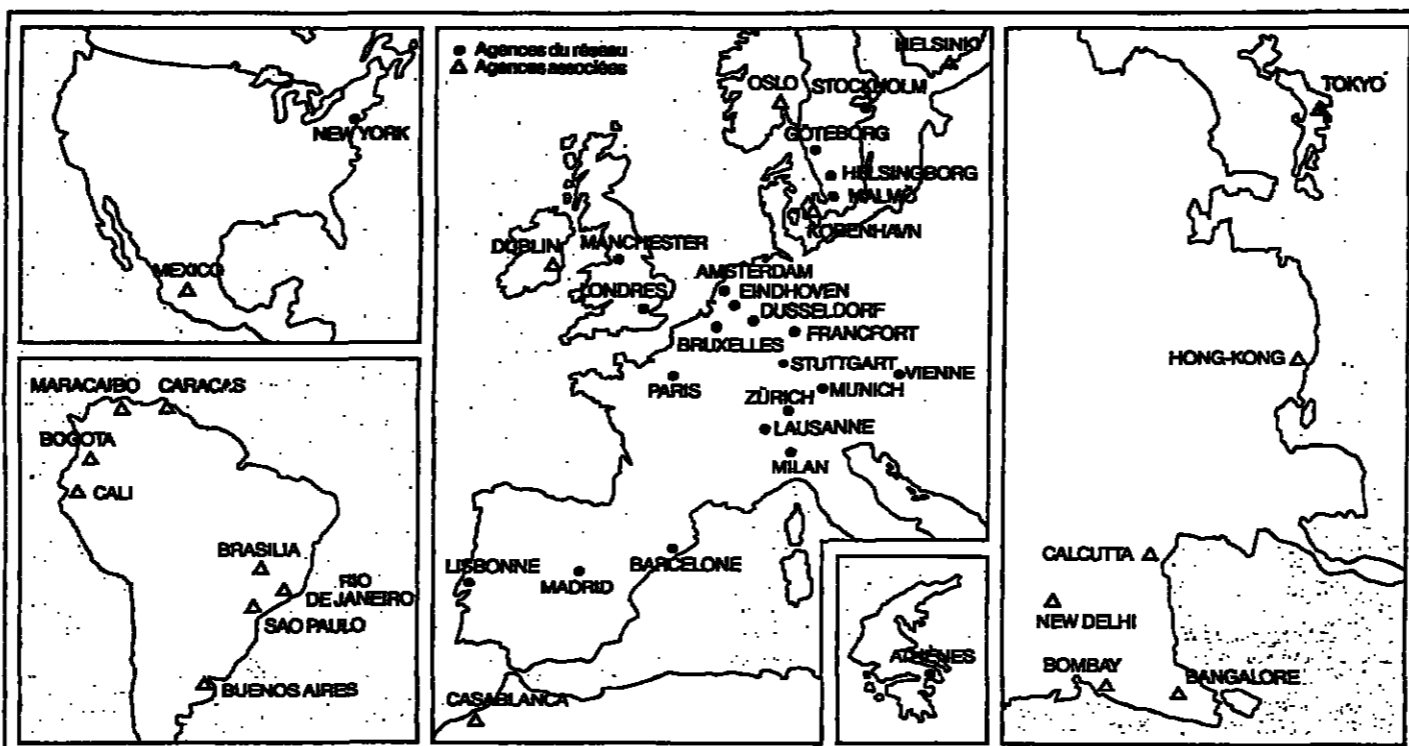 NEW YORK
MEXICO
MARACAIBO CARACAS
BOGOTA
CALI
BRASILIA
RIO
DE JANEIRO
SAO PAULO
BUENOS AIRES
Agences du réseau
Agences associées
HELSINKI
OSLO
STOCKHOLM
GÖTEBORG
HELSINGBORG
MALMÖ
KOBENHAVN
DUBLIN
MANCHESTER
LONDRES
AMSTERDAM
EINDHOVEN
DUSSELDORF
FRANCFORT
BRUXELLES
STUTTGART
VIENNE
PARIS
MUNICH
ZÜRICH
LAUSANNE
MILAN
LISBONNE
MADRID
BARCELONE
CASABLANCA
ATHÈNES
TOKYO
HONG-KONG
CALCUTTA
NEW DELHI
BOMBAY
BANGALORE